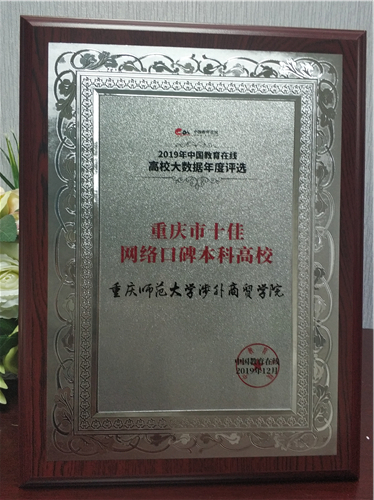 中国教育在线
2019年中国教育在线
高校大数据年度评选
重庆市十佳
网络口碑本科高校
重庆师范大学涉外商贸学院
中国教育在线
2019年12月